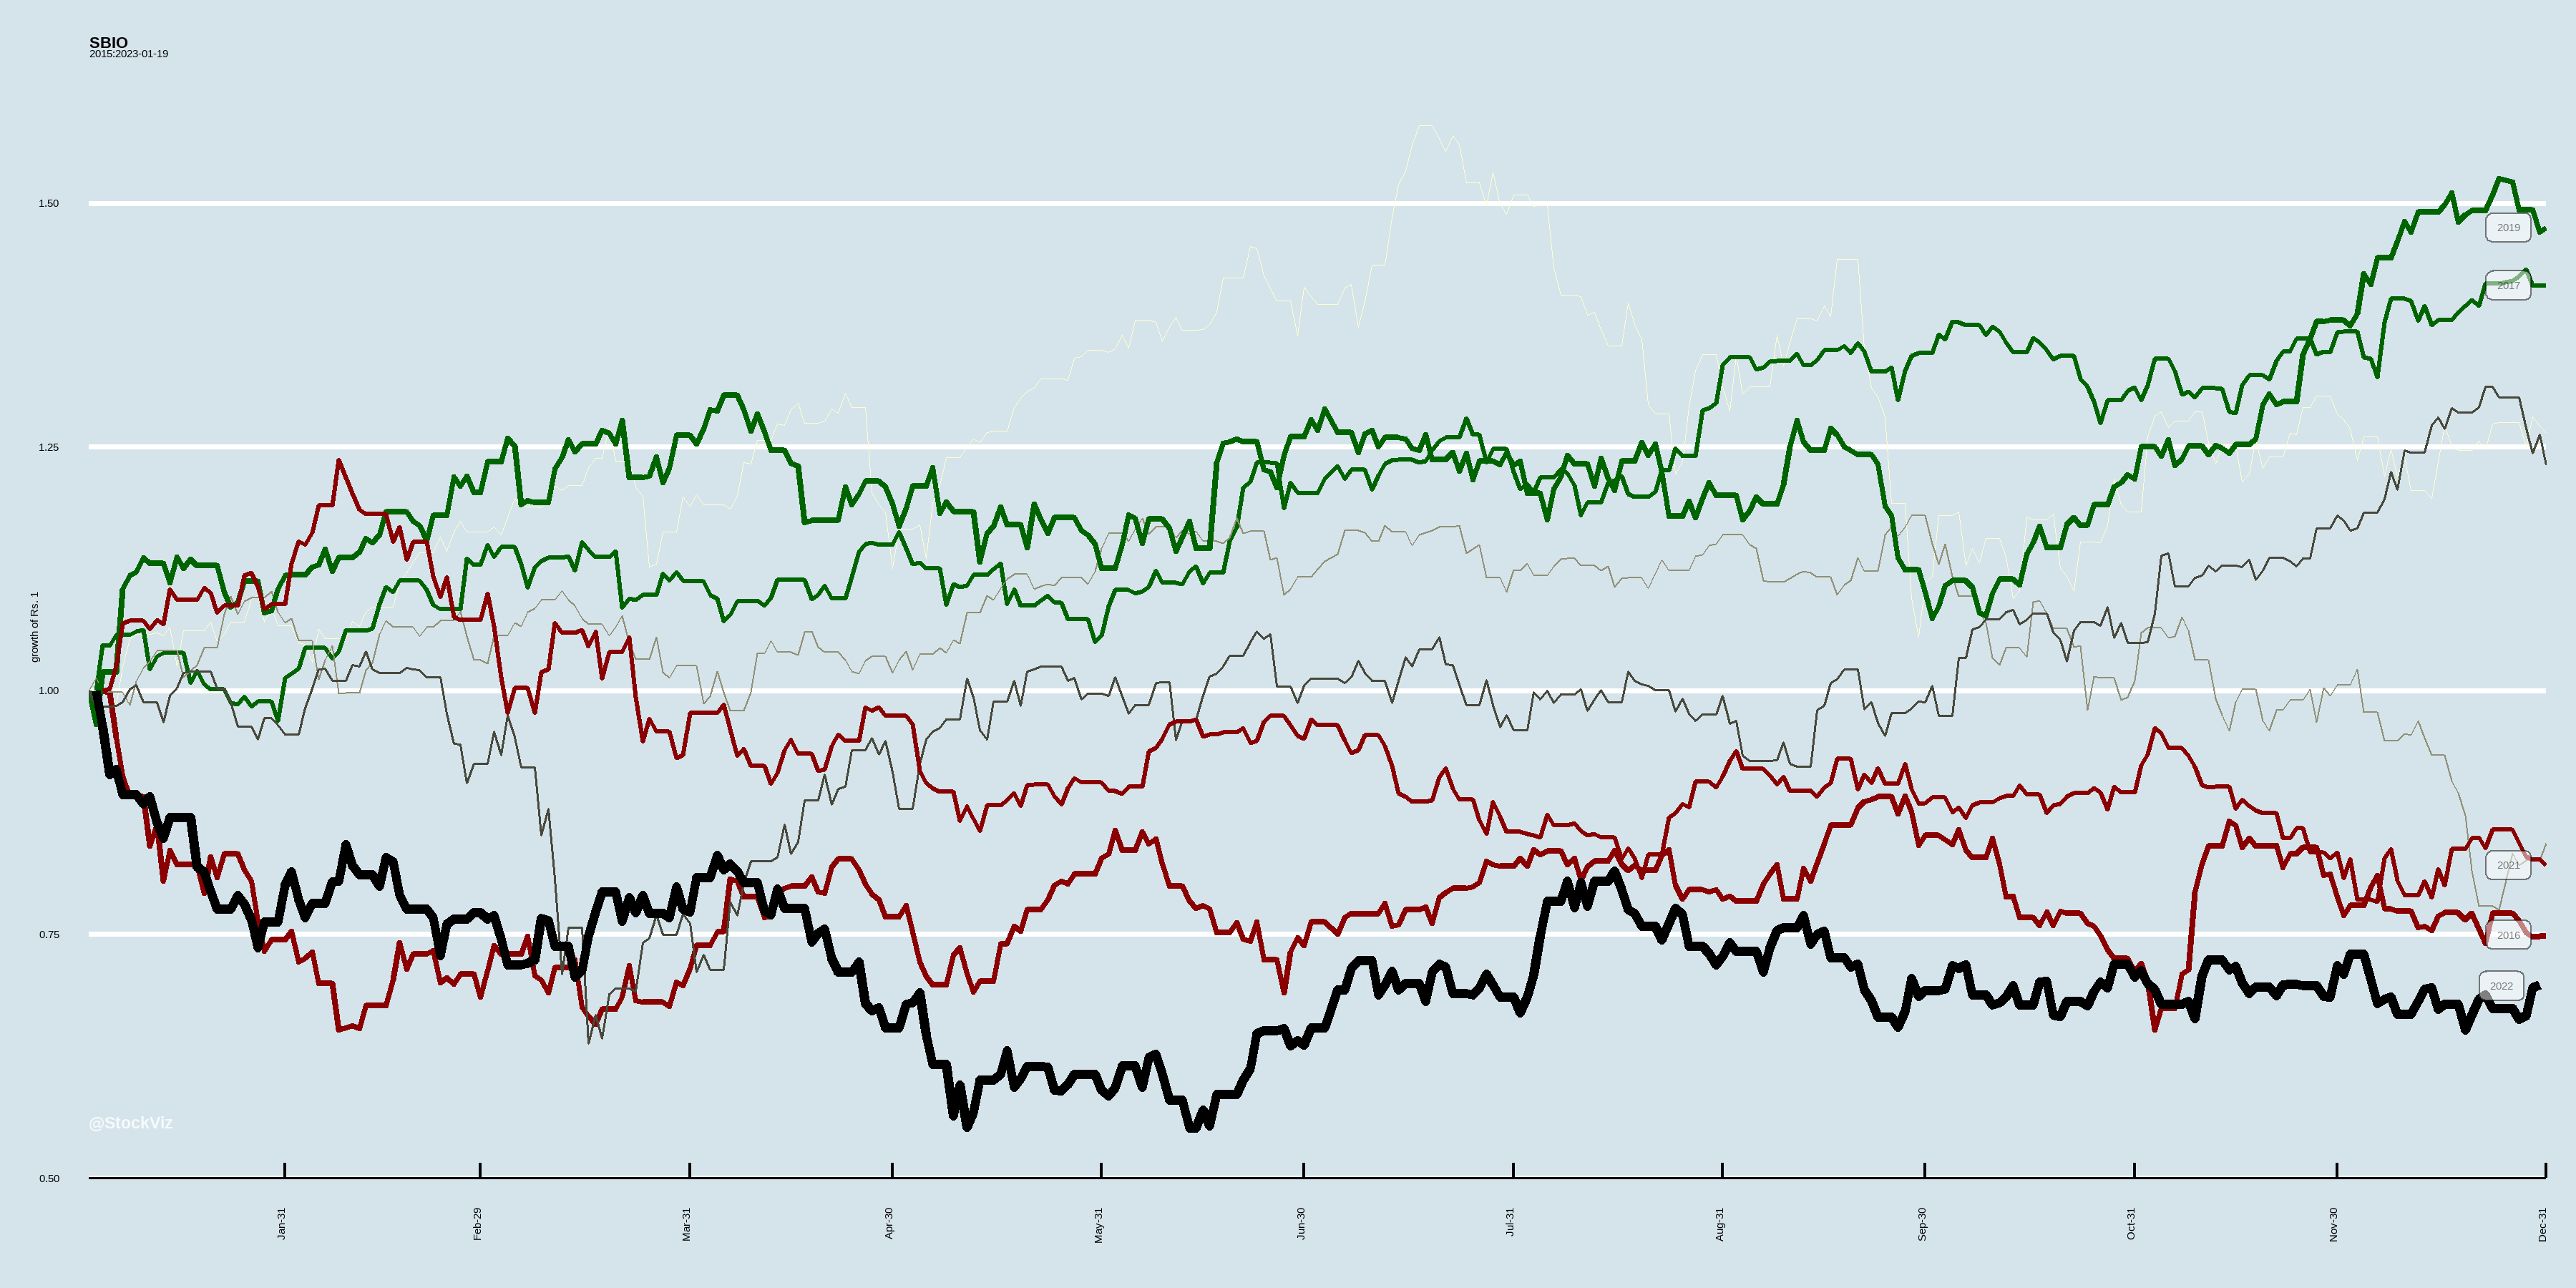 SBIO
2015:2023-01-19
1.50
1.25
1.00
0.75
0.50
growth of Rs. 1
2019
2017
2021
2016
2022
@StockViz
Jan-31
Feb-29
Mar-31
Apr-30
May-31
Jun-30
Jul-31
Aug-31
Sep-30
Oct-31
Nov-30
Dec-31